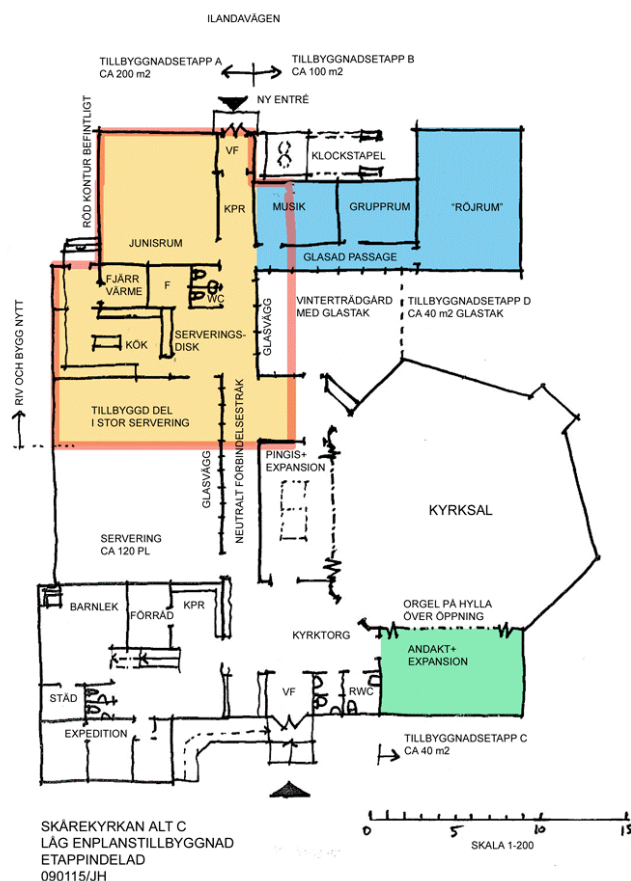 ILANDAVÄGEN
TILLBYGGNADSETAPP A
CA 200 m2
TILLBYGGNADSETAPP B
CA 100 m2
NY ENTRÉ
RÖD KONTUR BEFINTLIGT
VF
KLOCKSTAPEL
KPR
MUSIK
GRUPPRUM
"RÖJRUM"
JUNISRUM
GLASAD PASSAGE
FJÄRR
VÄRME
F
WC
VINTERTRÄDGÅRD
MED GLASTAK
TILLBYGGNADSETAPP D
CA 40 m2 GLASTAK
GLASVÄGG
KÖK
SERVERINGS-
DISK
RIV OCH BYGG NYTT
TILLBYGGD DEL
I STOR SERVERING
GLASVÄGG
NEUTRALT FÖRBINDELSESTRÅK
PINGIS+
EXPANSION
KYRKSAL
SERVERING
CA 120 PL
BARNLEK
FÖRRÅD
KPR
KYRKTORG
ORGEL PÅ HYLLA
ÖVER ÖPPNING
ANDAKT+
EXPANSION
STÄD
VF
RWC
EXPEDITION
TILLBYGGNADSETAPP C
CA 40 m2
SKÅREKYRKAN ALT C
LÅG ENPLANSTILLBYGGNAD
ETAPPINDELAD
090115/JH
0 5 10 15
SKALA 1-200